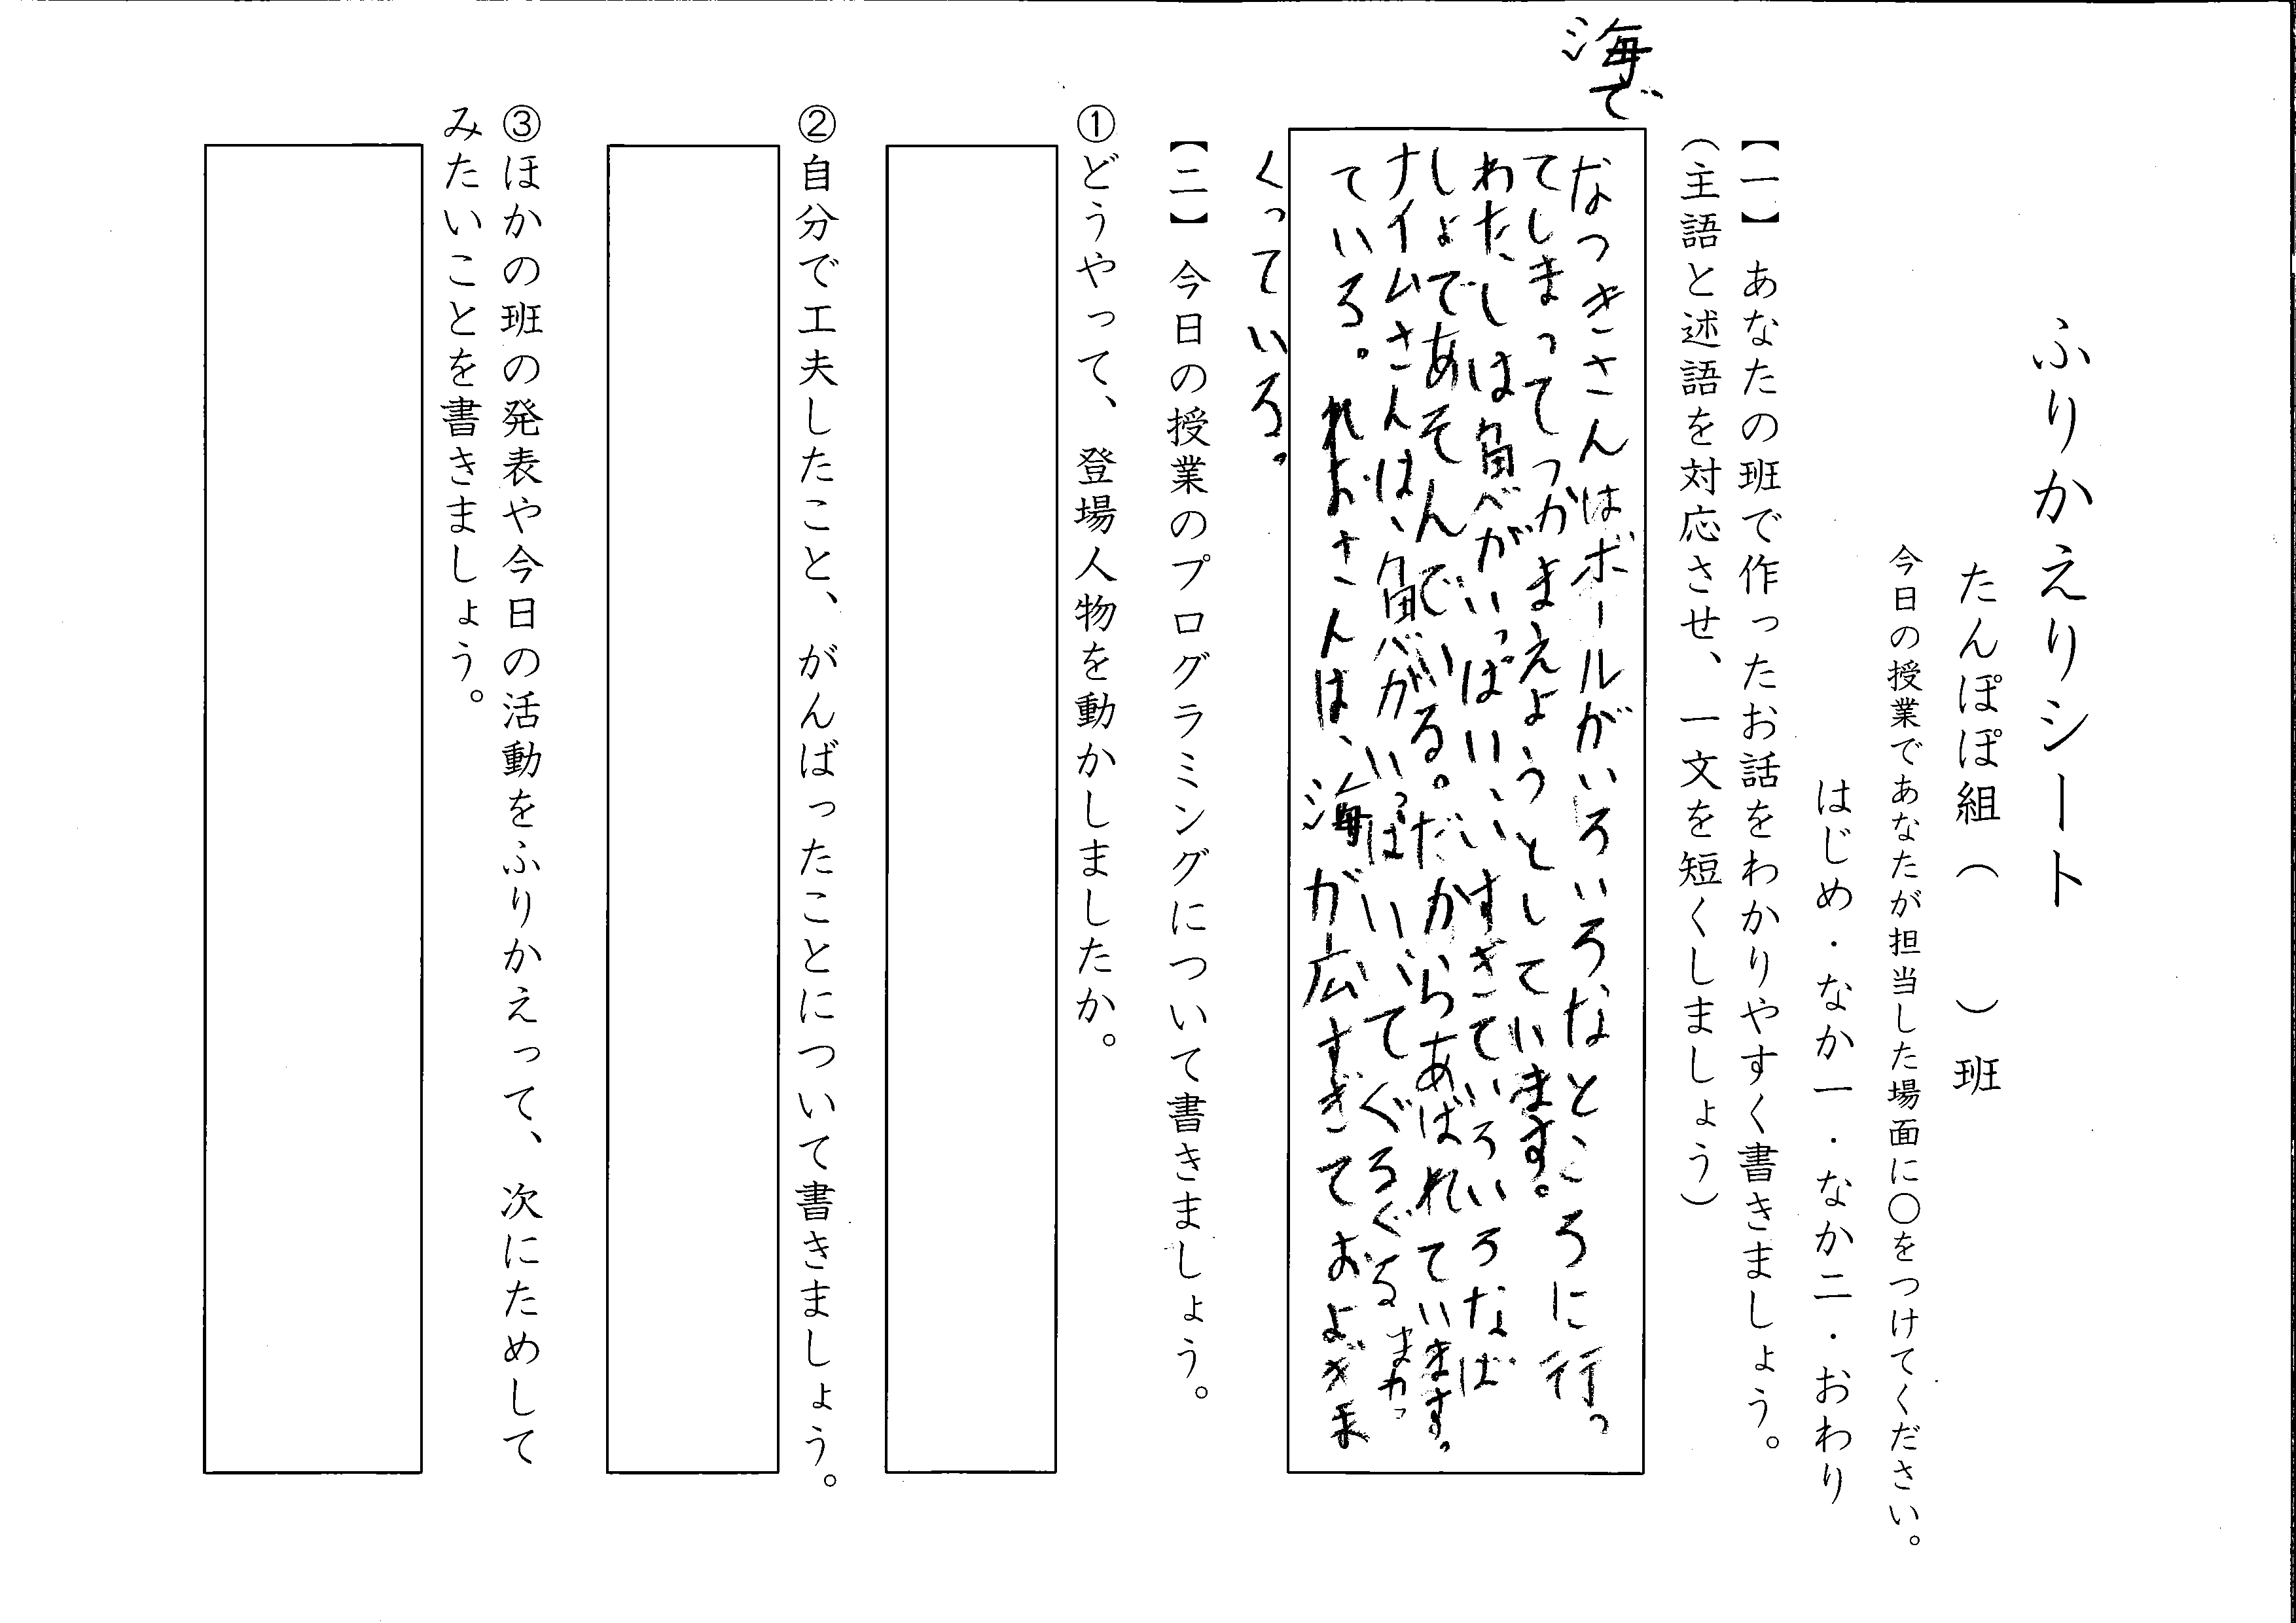 ふりかえりシート
たんぽぽ組（　　）班
今日の授業であなたが担当した場面に○をつけてください。
はじめ・なか一・なか二・おわり
【一】あなたの班で作ったお話をわかりやすく書きましょう。
（主語と述語を対応させ、一文を短くしましょう）
海で
なつきさんはボールがいろいろなところに行っ
てしまってつかまえようとしています。
わたしは魚べがいっぱいいすぎていろいろなば
しょであそんでいる。だからあばれています。
ナイムさんは、魚べがいっぱいいてぐるぐるまわっ
ている。れおさんは、海が広すぎておよぎま
くっている。
【二】今日の授業のプログラミングについて書きましょう。
①どうやって、登場人物を動かしましたか。
②自分で工夫したこと、がんばったことについて書きましょう。
③ほかの班の発表や今日の活動をふりかえって、次にためして
みたいことを書きましょう。